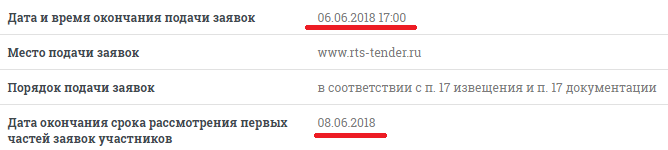 Дата и время окончания подачи заявок 06.06.2018 17:00
Место подачи заявок www.rts-tender.ru
Порядок подачи заявок в соответствии с п. 17 извещения и п. 17 документации
Дата окончания срока рассмотрения первых 08.06.2018
частей заявок участников